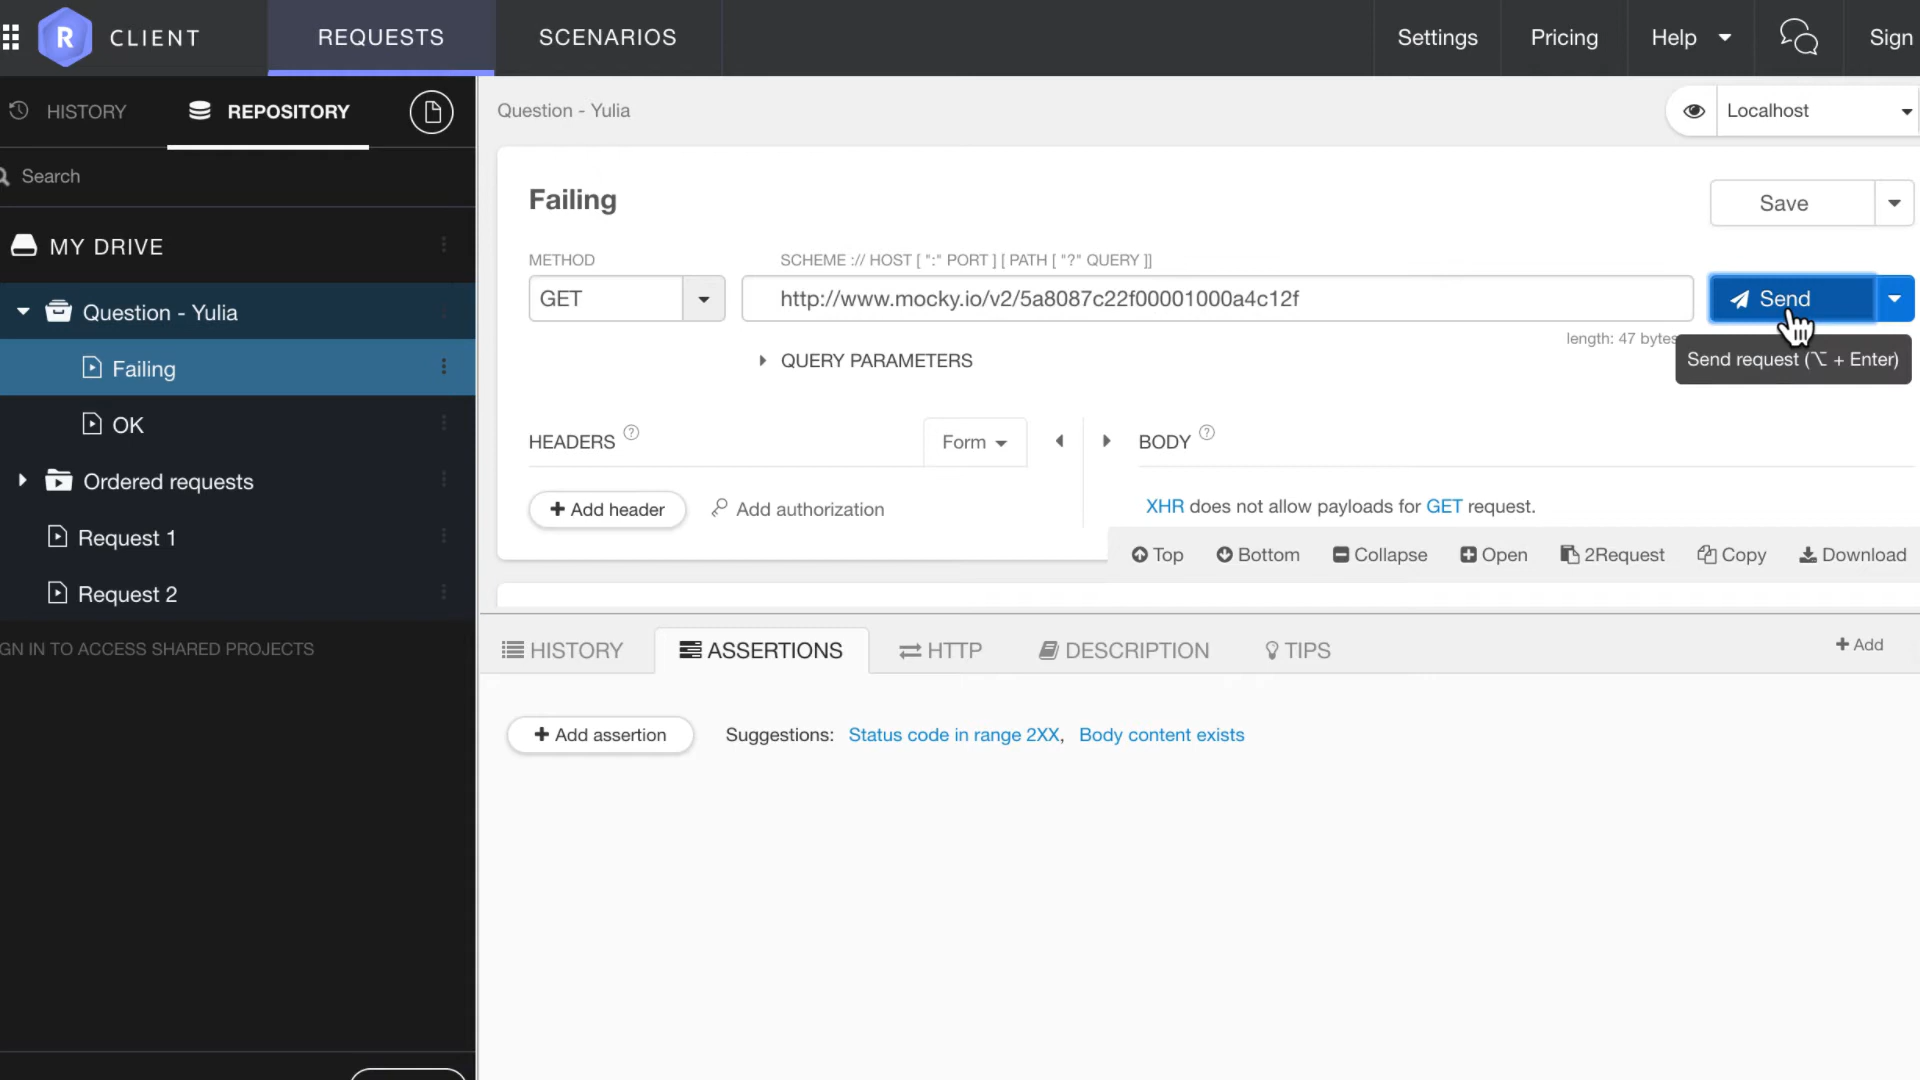 R CLIENT REQUESTS SCENARIOS Settings Pricing Help Sign
HISTORY REPOSITORY
Question - Yulia
Localhost
Search
Failing
Save
MY DRIVE
METHOD
SCHEME :// HOST [ ":" PORT ] [ PATH [ "?" QUERY ]]
GET
http://www.mocky.io/v2/5a8087c22f00001000a4c12f
Send
Question - Yulia
length: 47 bytes
Send request (⌥ + Enter)
QUERY PARAMETERS
Failing
OK
HEADERS ?
Form
BODY ?
Ordered requests
Add header
Add authorization
XHR does not allow payloads for GET request.
Request 1
Top Bottom Collapse Open 2Request Copy Download
Request 2
GN IN TO ACCESS SHARED PROJECTS
HISTORY ASSERTIONS HTTP DESCRIPTION TIPS
+ Add
+ Add assertion
Suggestions: Status code in range 2XX, Body content exists